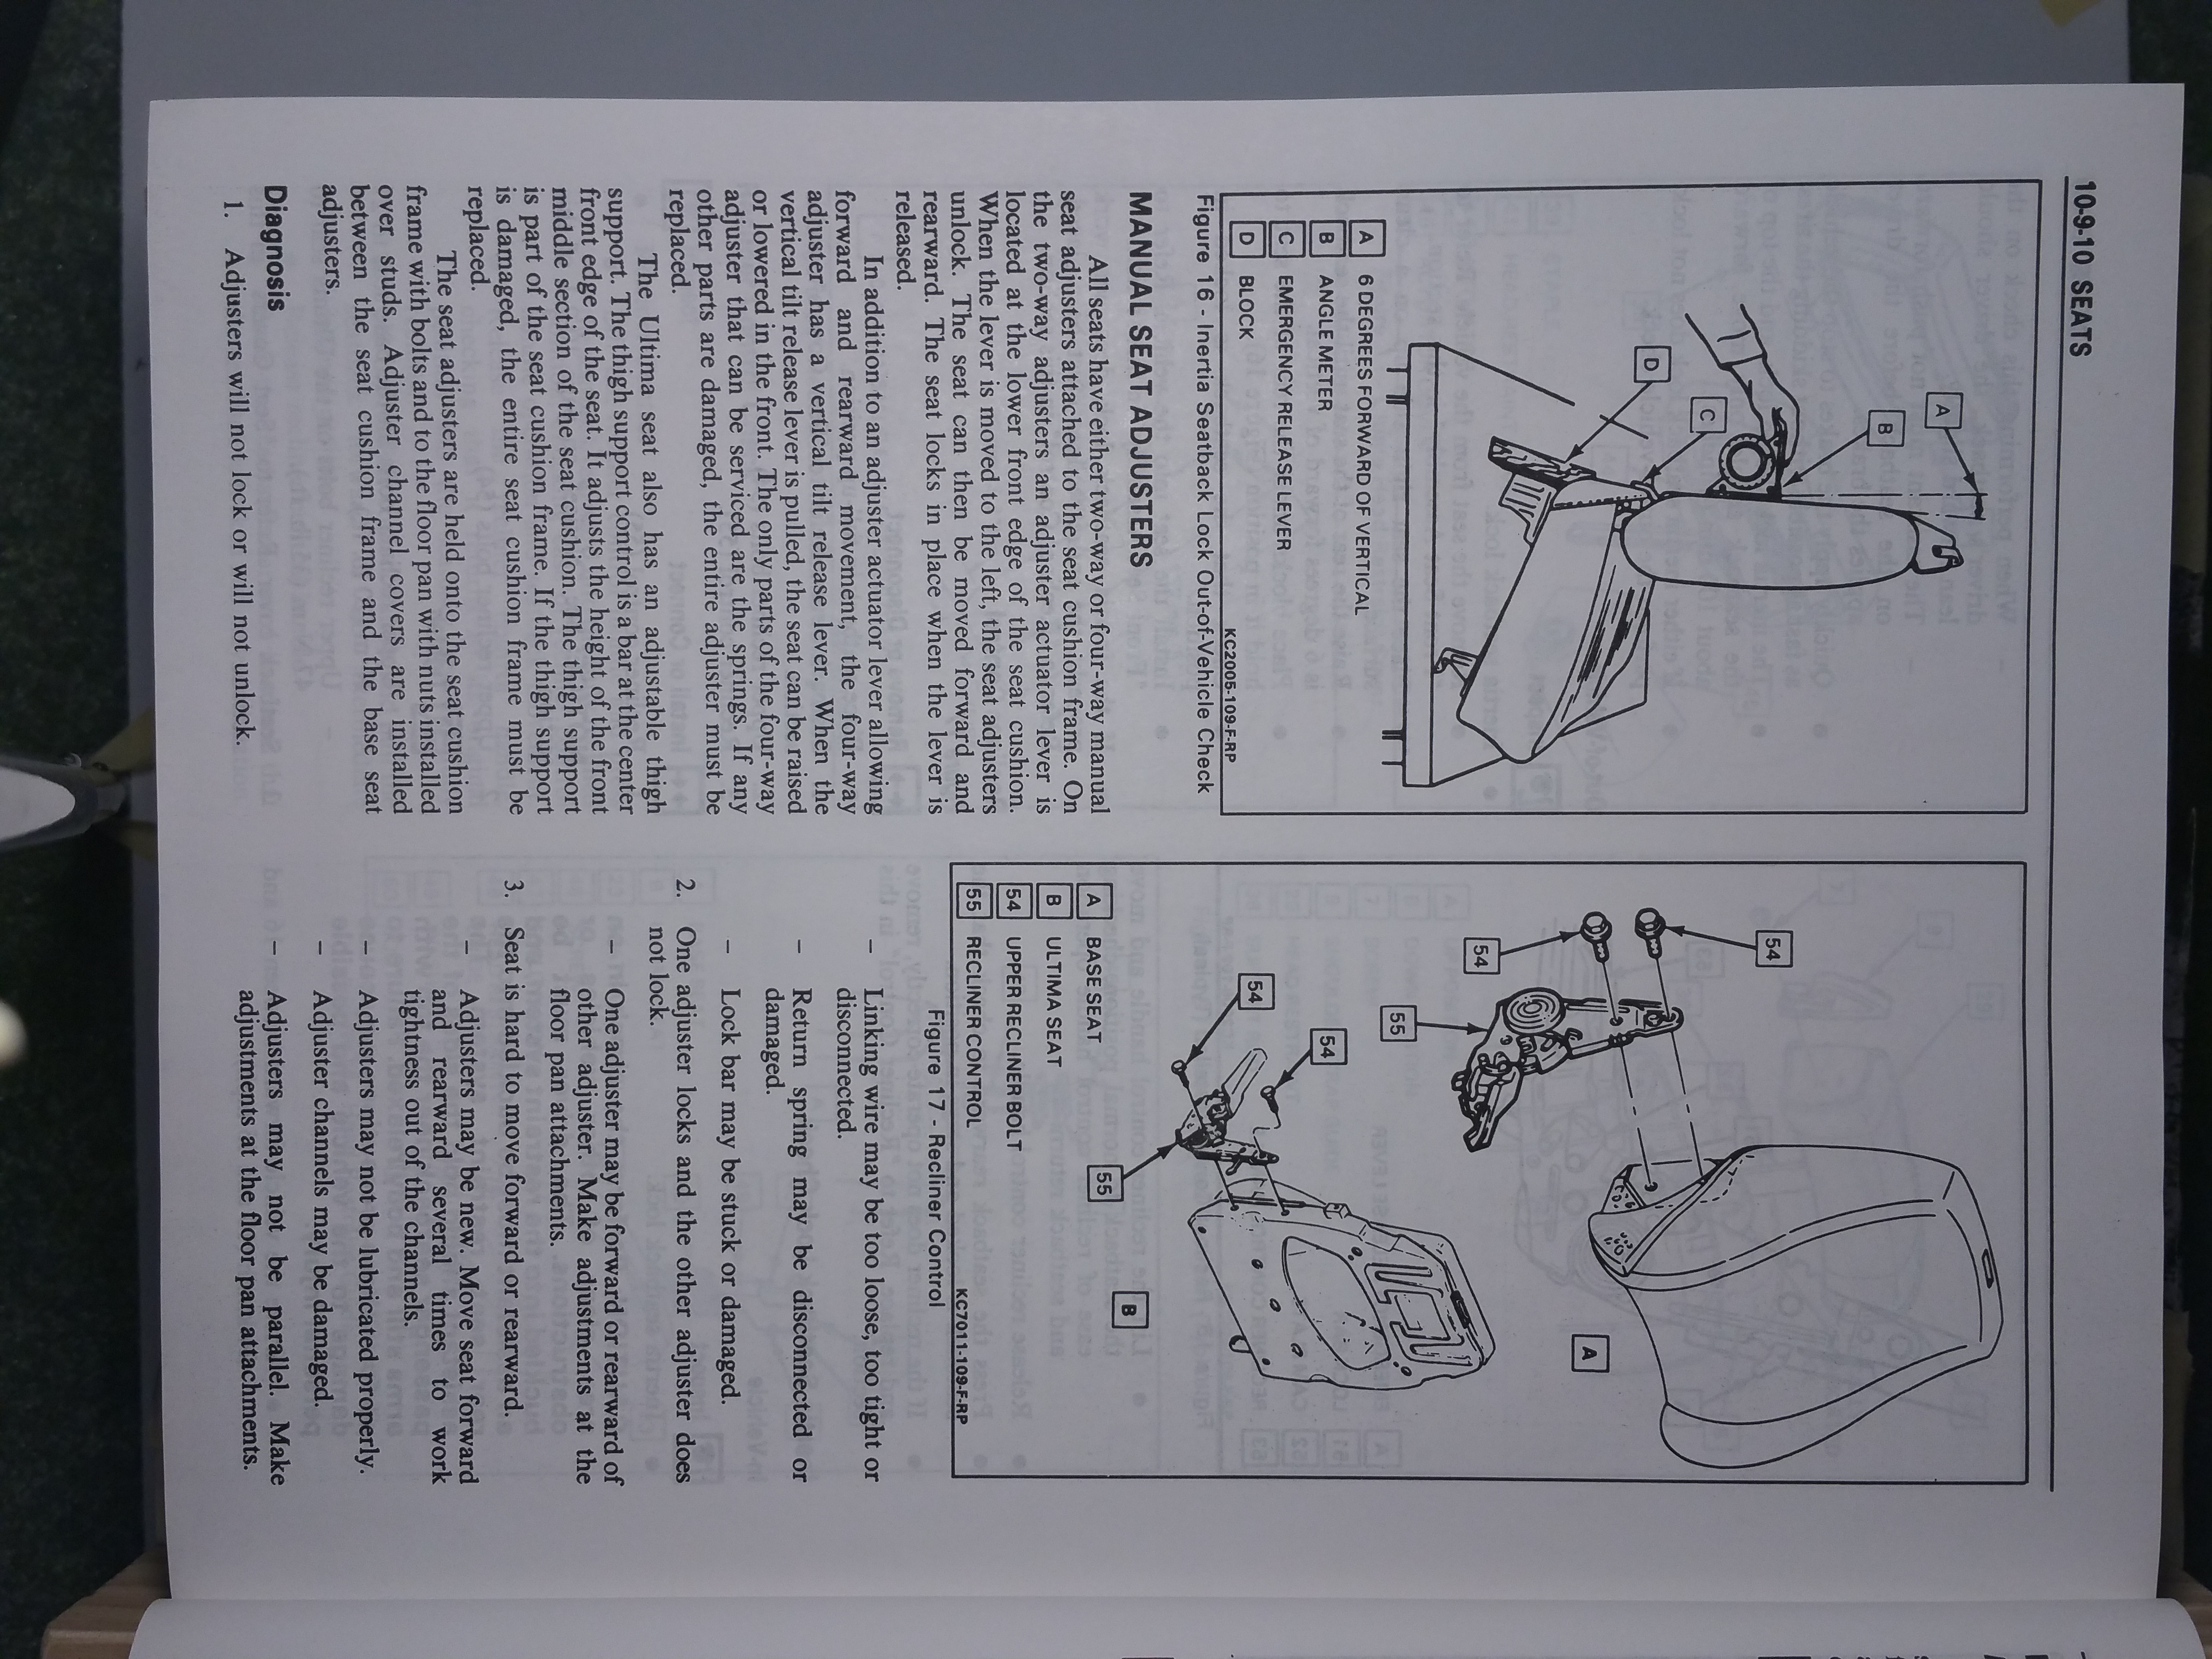 10-9-10 SEATS
A
B
C
D
A 6 DEGREES FORWARD OF VERTICAL
B ANGLE METER
C EMERGENCY RELEASE LEVER
D BLOCK
KC2005-109-F-RP
Figure 16 - Inertia Seatback Lock Out-of-Vehicle Check
MANUAL SEAT ADJUSTERS
All seats have either two-way or four-way manual
seat adjusters attached to the seat cushion frame. On
the two-way adjusters an adjuster actuator lever is
located at the lower front edge of the seat cushion.
When the lever is moved to the left, the seat adjusters
unlock. The seat can then be moved forward and
rearward. The seat locks in place when the lever is
released.
In addition to an adjuster actuator lever allowing
forward and rearward movement, the four-way
adjuster has a vertical tilt release lever. When the
vertical tilt release lever is pulled, the seat can be raised
or lowered in the front. The only parts of the four-way
adjuster that can be serviced are the springs. If any
other parts are damaged, the entire adjuster must be
replaced.
The Ultima seat also has an adjustable thigh
support. The thigh support control is a bar at the center
front edge of the seat. It adjusts the height of the front
middle section of the seat cushion. The thigh support
is part of the seat cushion frame. If the thigh support
is damaged, the entire seat cushion frame must be
replaced.
The seat adjusters are held onto the seat cushion
frame with bolts and to the floor pan with nuts installed
over studs. Adjuster channel covers are installed
between the seat cushion frame and the base seat
adjusters.
Diagnosis
1. Adjusters will not lock or will not unlock.
54
54
55
A
54
54
55
B
A BASE SEAT
B ULTIMA SEAT
54 UPPER RECLINER BOLT
55 RECLINER CONTROL
KC7011-109-F-RP
Figure 17 - Recliner Control
– Linking wire may be too loose, too tight or
disconnected.
– Return spring may be disconnected or
damaged.
– Lock bar may be stuck or damaged.
2. One adjuster locks and the other adjuster does
not lock.
– One adjuster may be forward or rearward of
other adjuster. Make adjustments at the
floor pan attachments.
3. Seat is hard to move forward or rearward.
– Adjusters may be new. Move seat forward
and rearward several times to work
tightness out of the channels.
– Adjusters may not be lubricated properly.
– Adjuster channels may be damaged.
– Adjusters may not be parallel. Make
adjustments at the floor pan attachments.